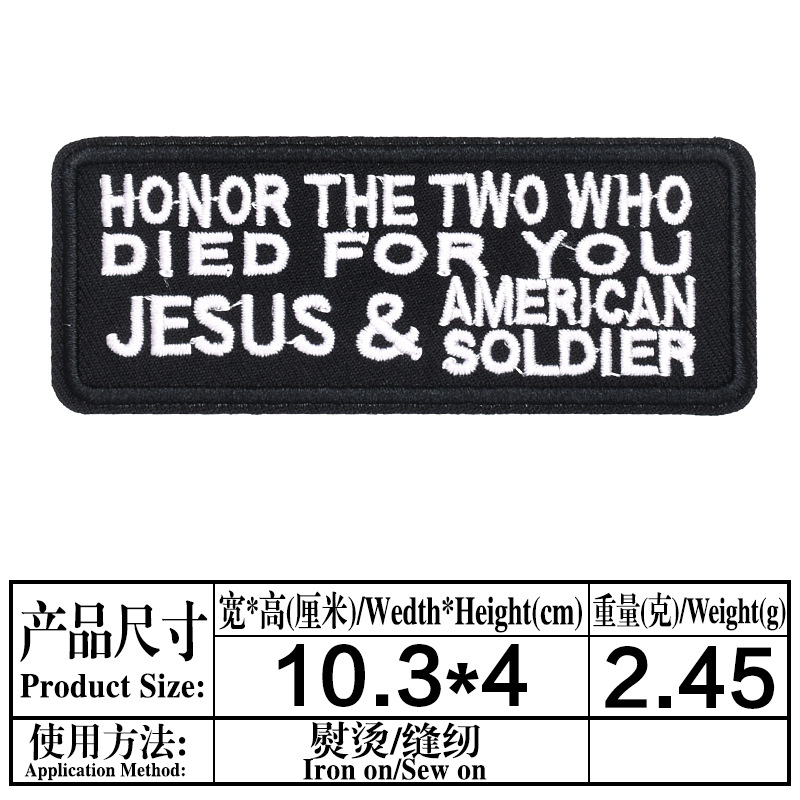 HONOR THE TWO WHO
DIED FOR YOU
JESUS & AMERICAN
SOLDIER
产品尺寸
Product Size:
宽*高(厘米)/Wedth*Height(cm)
重量(克)/Weight(g)
10.3*4
2.45
使用方法:
Application Method:
熨烫/缝纫
Iron on/Sew on